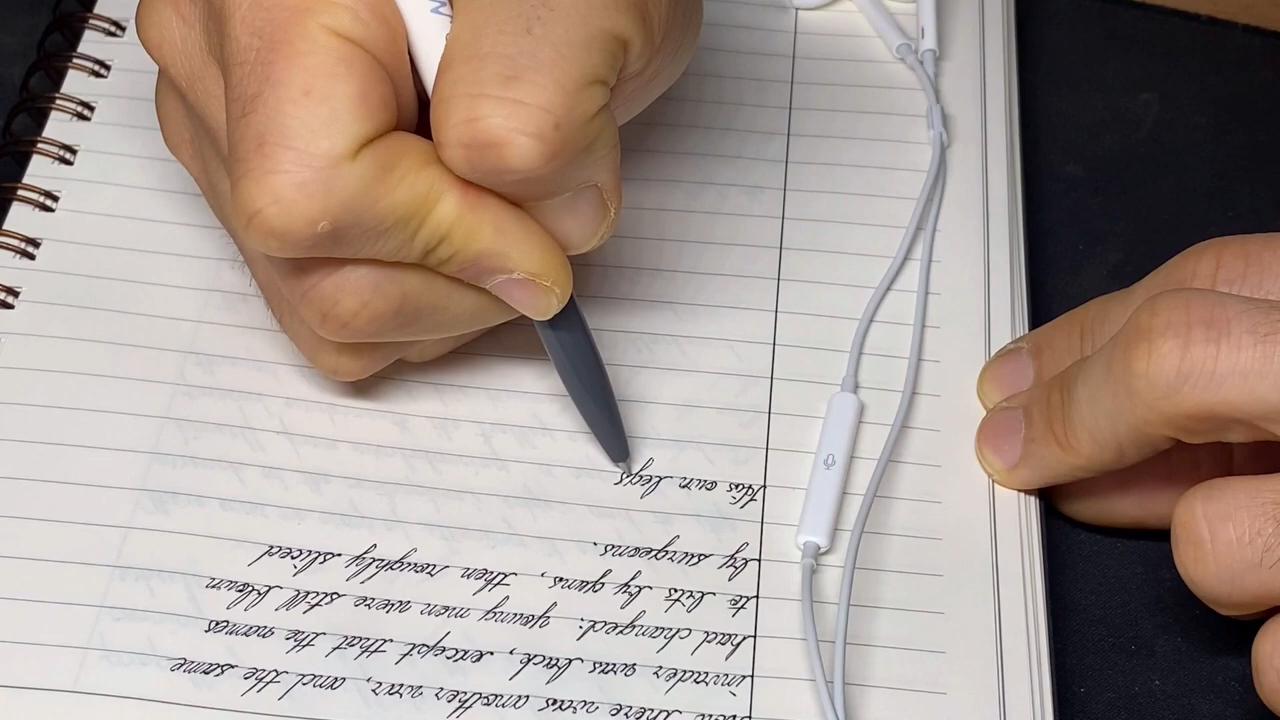 there was another war, and the same
invader was back, except that the names
had changed: young men were still blown
to bits by guns, then roughly sliced
by surgeons.
His own legs